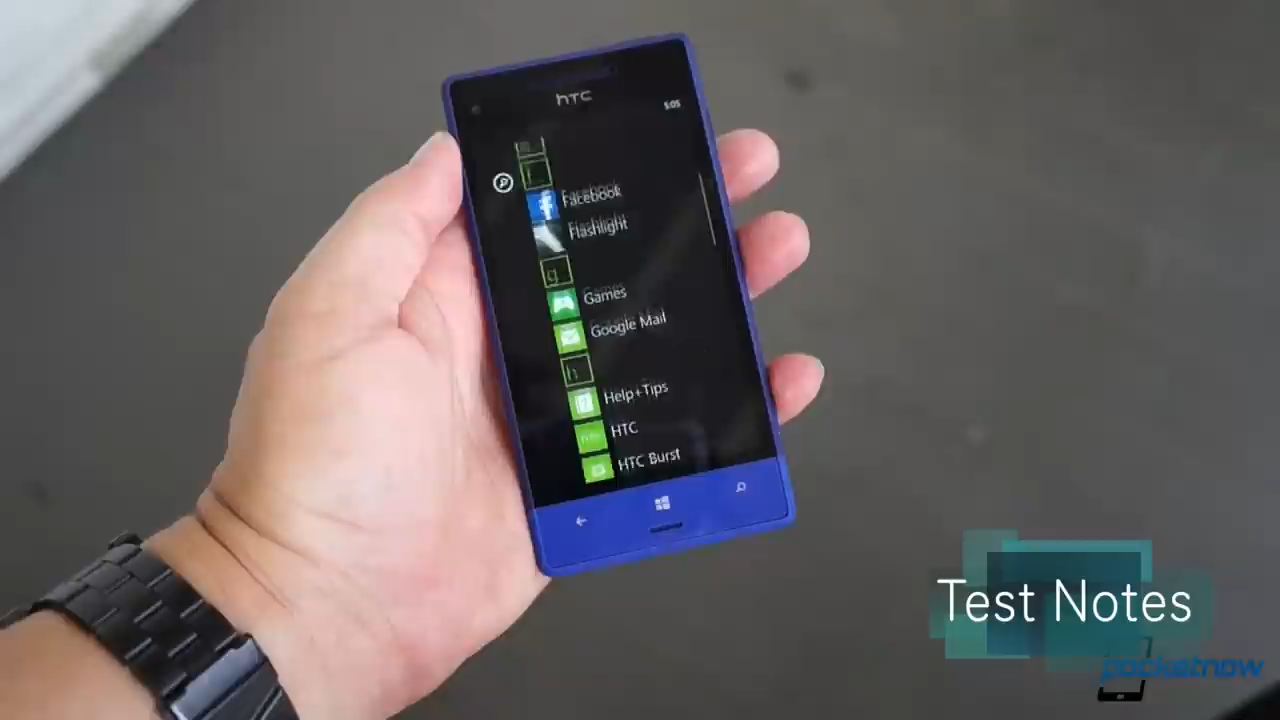 hTC
5:05
f
Facebook
Flashlight
g
Games
Google Mail
h
Help+Tips
HTC
HTC Burst
Test Notes
pocketnow